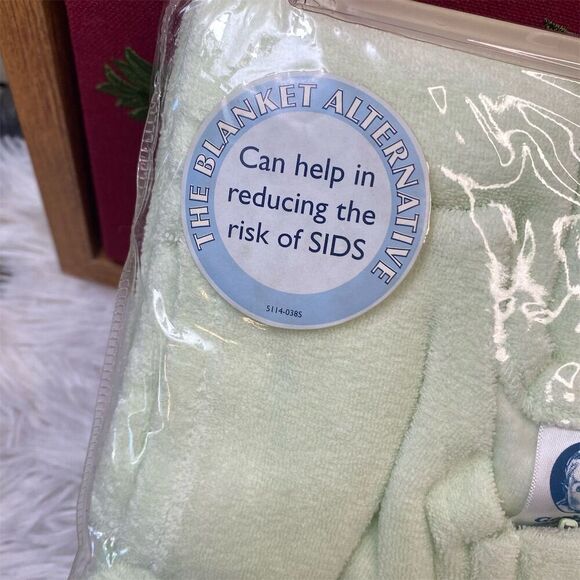 THE BLANKET ALTERNATIVE
Can help in
reducing the
risk of SIDS
5114-0385